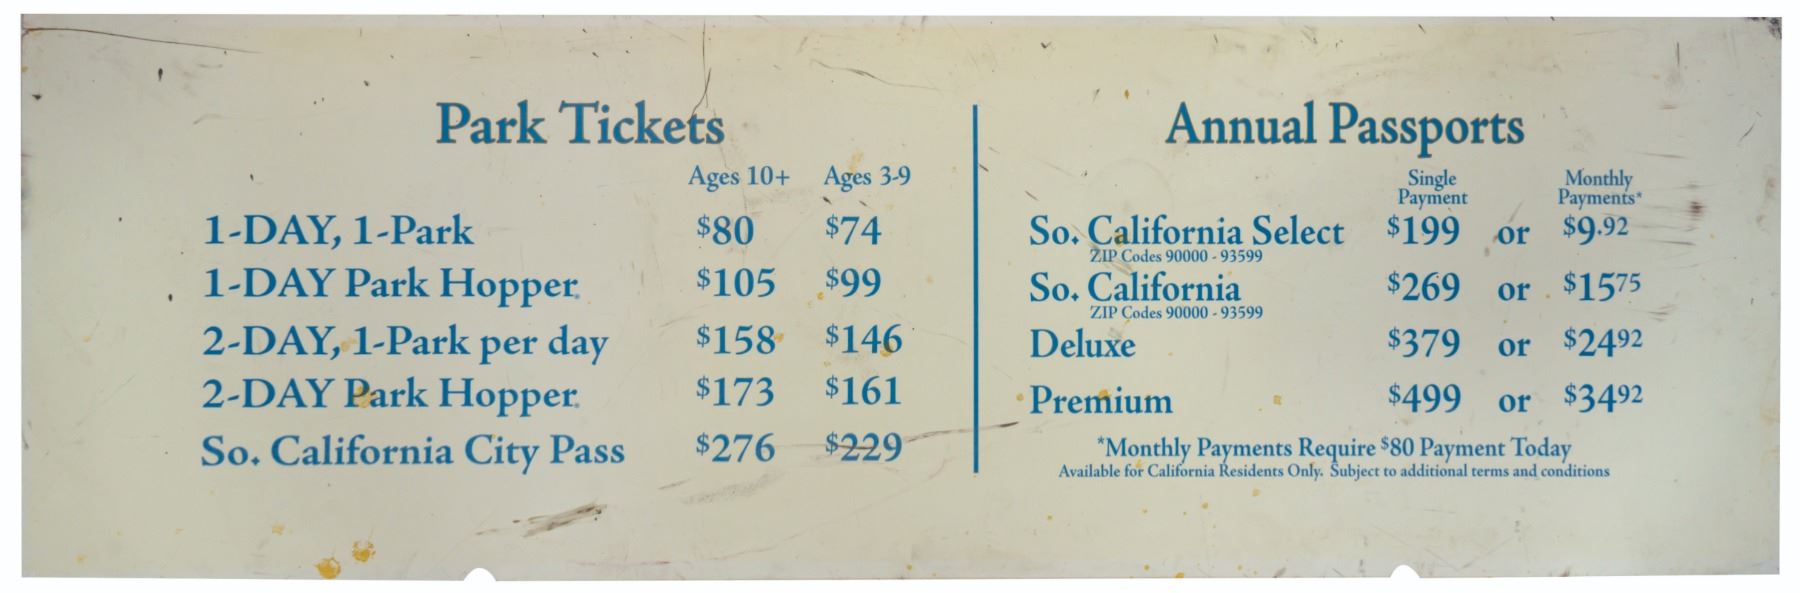 Park Tickets
Ages 10+ Ages 3-9
1-DAY, 1-Park $80 $74
1-DAY Park Hopper® $105 $99
2-DAY, 1-Park per day $158 $146
2-DAY Park Hopper® $173 $161
So. California City Pass $276 $229
Annual Passports
Single Monthly
Payment Payments*
So. California Select $199 or $9.92
ZIP Codes 90000 - 93599
So. California $269 or $1575
ZIP Codes 90000 - 93599
Deluxe $379 or $2492
Premium $499 or $3492
*Monthly Payments Require $80 Payment Today
Available for California Residents Only. Subject to additional terms and conditions